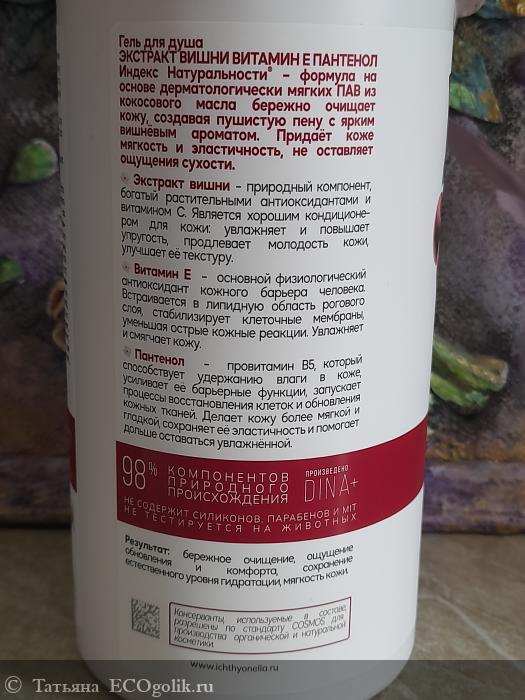 Гель для душа
ЭКСТРАКТ ВИШНИ ВИТАМИН Е ПАНТЕНОЛ
Индекс Натуральности® – формула на
основе дерматологически мягких ПАВ из
кокосового масла бережно очищает
кожу, создавая пушистую пену с ярким
вишнёвым ароматом. Придаёт коже
мягкость и эластичность, не оставляет
ощущения сухости.
Экстракт вишни – природный компонент,
богатый растительными антиоксидантами и
витамином С. Является хорошим кондиционе-
ром для кожи: увлажняет и повышает
упругость, продлевает молодость кожи,
улучшает её текстуру.
Витамин Е – основной физиологический
антиоксидант кожного барьера человека.
Встраивается в липидную область рогового
слоя, стабилизирует клеточные мембраны,
уменьшая острые кожные реакции. Увлажняет
и смягчает кожу.
Пантенол – провитамин В5, который
способствует удержанию влаги в коже,
усиливает её барьерные функции, запускает
процессы восстановления клеток и обновления
кожных тканей. Делает кожу более мягкой и
гладкой, сохраняет её эластичность и помогает
дольше оставаться увлажнённой.
98% КОМПОНЕНТОВ
ПРИРОДНОГО
ПРОИСХОЖДЕНИЯ
ПРОИЗВЕДЕНО
DINA+
НЕ СОДЕРЖИТ СИЛИКОНОВ, ПАРАБЕНОВ И MIT
НЕ ТЕСТИРУЕТСЯ НА ЖИВОТНЫХ
Результат: бережное очищение, ощущение
обновления и комфорта, сохранение
естественного уровня гидратации, мягкость кожи.
Консерванты, используемые в составе,
разрешены по стандарту COSMOS для
производства органической и натуральной
косметики.
www.ichthyonella.ru
© Татьяна ECOgolik.ru